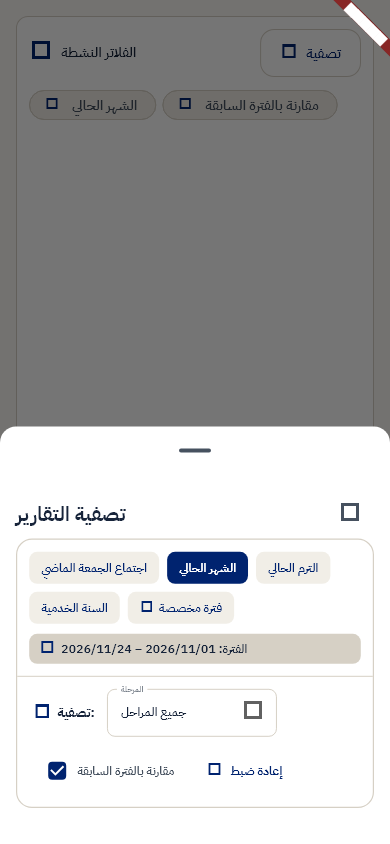 الفلاتر النشطة
تصفية
الشهر الحالي
مقارنة بالفترة السابقة
تصفية التقارير
اجتماع الجمعة الماضي
الشهر الحالي
الترم الحالي
السنة الخدمية
فترة مخصصة
الفترة: 2026/11/01 – 2026/11/24
المرحلة
تصفية:
جميع المراحل
مقارنة بالفترة السابقة
إعادة ضبط